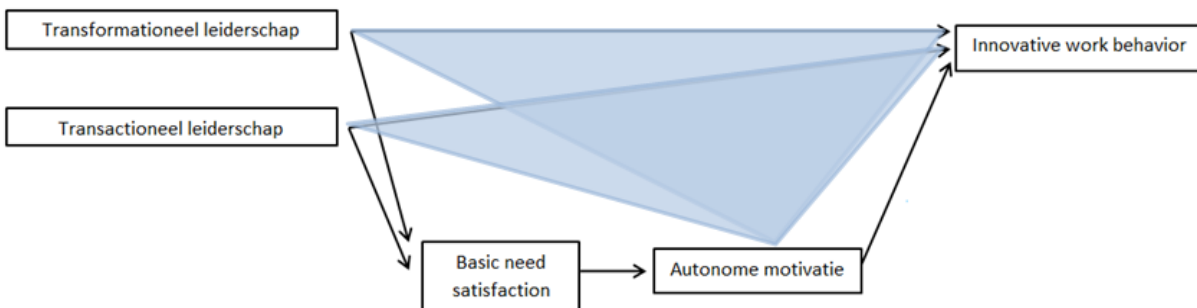 Transformationeel leiderschap
Innovative work behavior
Transactioneel leiderschap
Basic need
satisfaction
Autonome motivatie